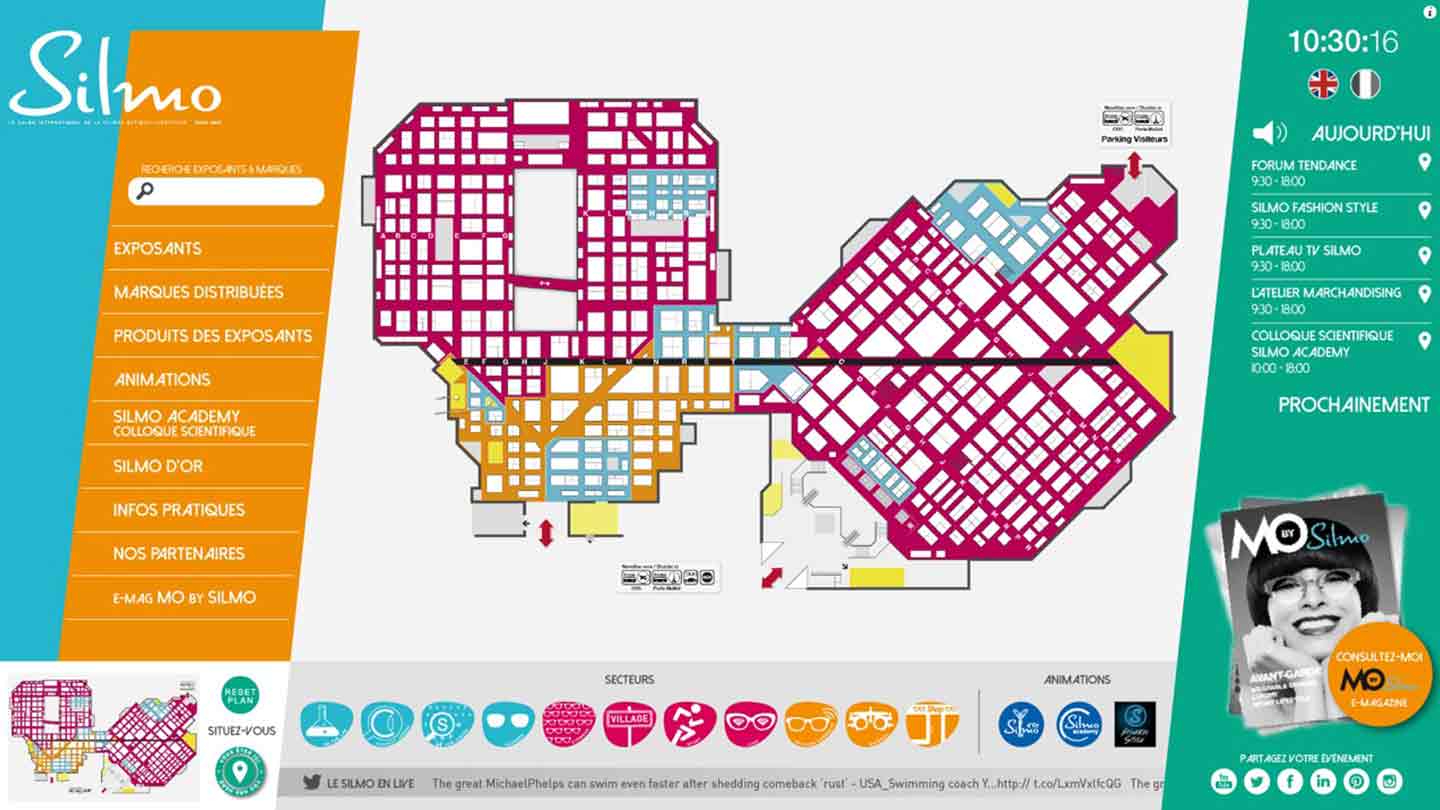 Silmo
RECHERCHE EXPOSANTS & MARQUES
EXPOSANTS
MARQUES DISTRIBUÉES
PRODUITS DES EXPOSANTS
ANIMATIONS
SILMO ACADEMY
COLLOQUE SCIENTIFIQUE
SILMO D'OR
INFOS PRATIQUES
NOS PARTENAIRES
E-MAG MO BY SILMO
RESET
PLAN
SITUEZ-VOUS
Parking Visiteurs
SECTEURS
VILLAGE
ANIMATIONS
Silmo
academy
LE SILMO EN LIVE
The great MichaelPhelps can swim even faster after shedding comeback 'rust' - USA_Swimming coach Y...http:// t.co/LxmVxlfcQG The gr
10:30:16
AUJOURD'HUI
FORUM TENDANCE
9:30 - 18:00
SILMO FASHION STYLE
9:30 - 18:00
PLATEAU TV SILMO
9:30 - 18:00
L'ATELIER MARCHANDISING
9:30 - 18:00
COLLOQUE SCIENTIFIQUE
SILMO ACADEMY
10:00 - 18:00
PROCHAINEMENT
MO BY Silmo
AVANT-GARDE
CONSULTEZ-MOI
MO
E-MAGAZINE
PARTAGEZ VOTRE ÉVÉNEMENT